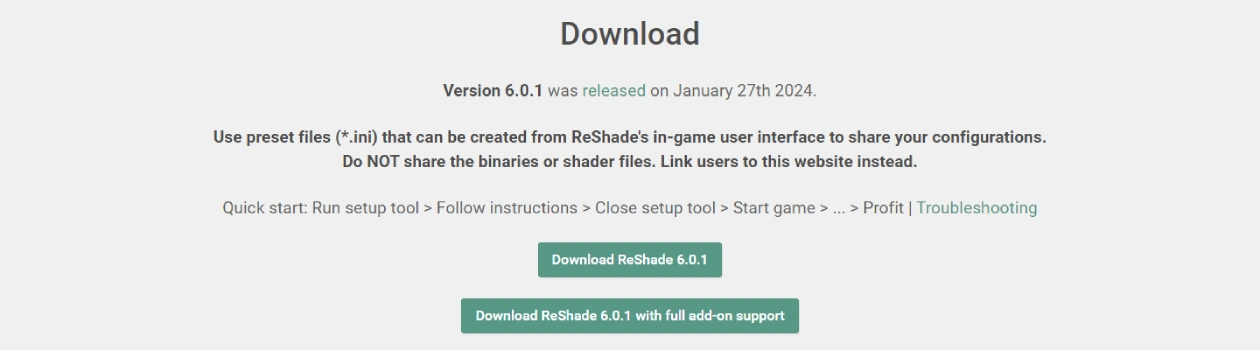 Download
Version 6.0.1 was released on January 27th 2024.
Use preset files (*.ini) that can be created from ReShade's in-game user interface to share your configurations.
Do NOT share the binaries or shader files. Link users to this website instead.
Quick start: Run setup tool > Follow instructions > Close setup tool > Start game > ... > Profit | Troubleshooting
Download ReShade 6.0.1
Download ReShade 6.0.1 with full add-on support